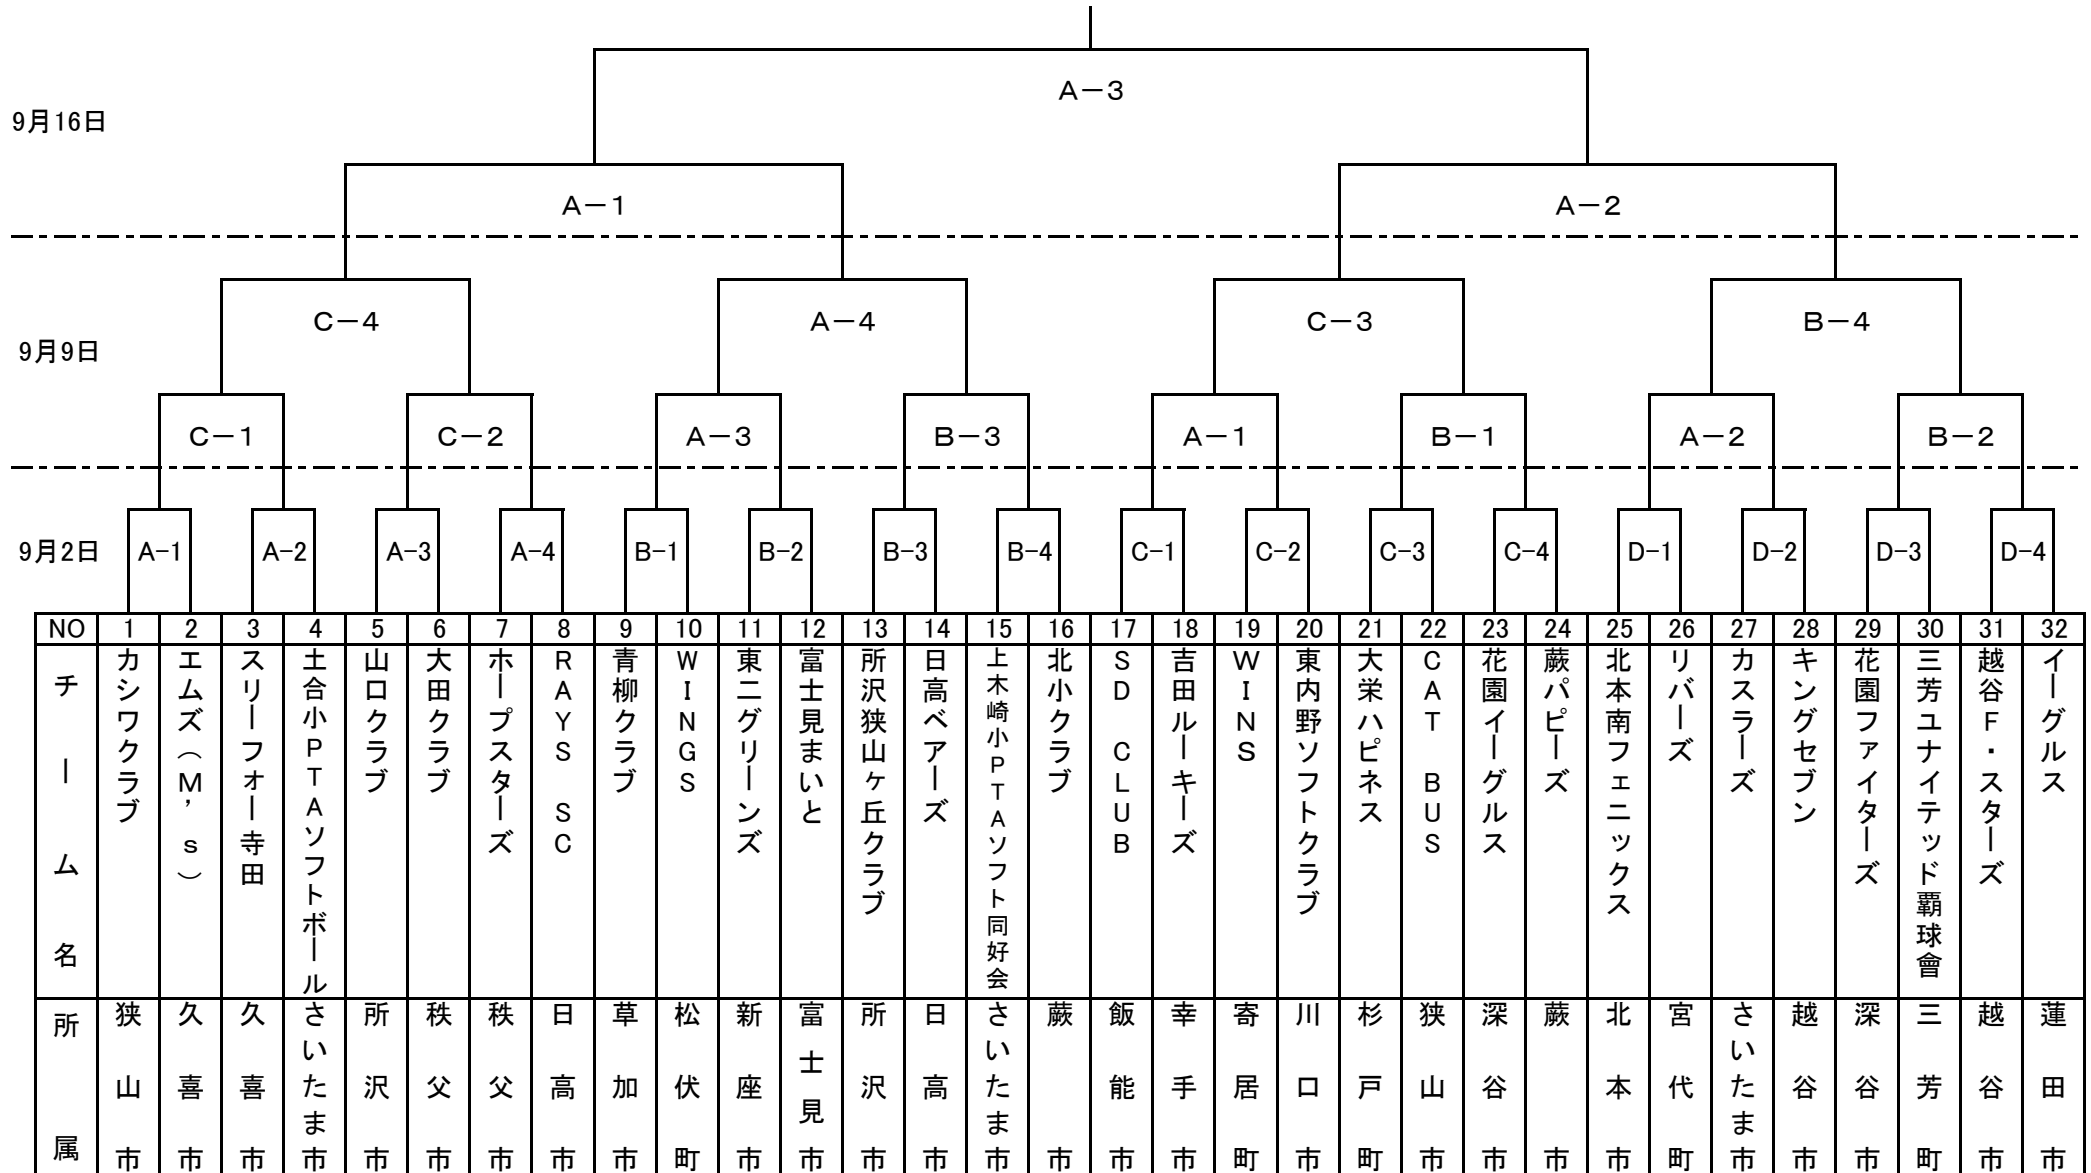 A－3
9月16日
A－1
A－2
C－4
A－4
C－3
B－4
9月9日
C－1
C－2
A－3
B－3
A－1
B－1
A－2
B－2
9月2日
A-1
A-2
A-3
A-4
B-1
B-2
B-3
B-4
C-1
C-2
C-3
C-4
D-1
D-2
D-3
D-4
NO 1 2 3 4 5 6 7 8 9 10 11 12 13 14 15 16 17 18 19 20 21 22 23 24 25 26 27 28 29 30 31 32
チーム名
カシワクラブ
エムズ（M’s）
スリーフォー寺田
土合小PTAソフトボール
山口クラブ
大田クラブ
ホープスターズ
RAYS SC
青柳クラブ
WINGS
東二グリーンズ
富士見まいと
所沢狭山ヶ丘クラブ
日高ベアーズ
上木崎小PTAソフト同好会
北小クラブ
SD CLUB
吉田ルーキーズ
WINS
東内野ソフトクラブ
大栄ハピネス
CAT BUS
花園イーグルス
蕨パピーズ
北本南フェニックス
リバーズ
カスラーズ
キングセブン
花園ファイターズ
三芳ユナイテッド覇球會
越谷F・スターズ
イーグルス
所属
狭山市
久喜市
久喜市
さいたま市
所沢市
秩父市
秩父市
日高市
草加市
松伏町
新座市
富士見市
所沢市
日高市
さいたま市
蕨市
飯能市
幸手市
寄居町
川口市
杉戸町
狭山市
深谷市
蕨市
北本市
宮代町
さいたま市
越谷市
深谷市
三芳町
越谷市
蓮田市